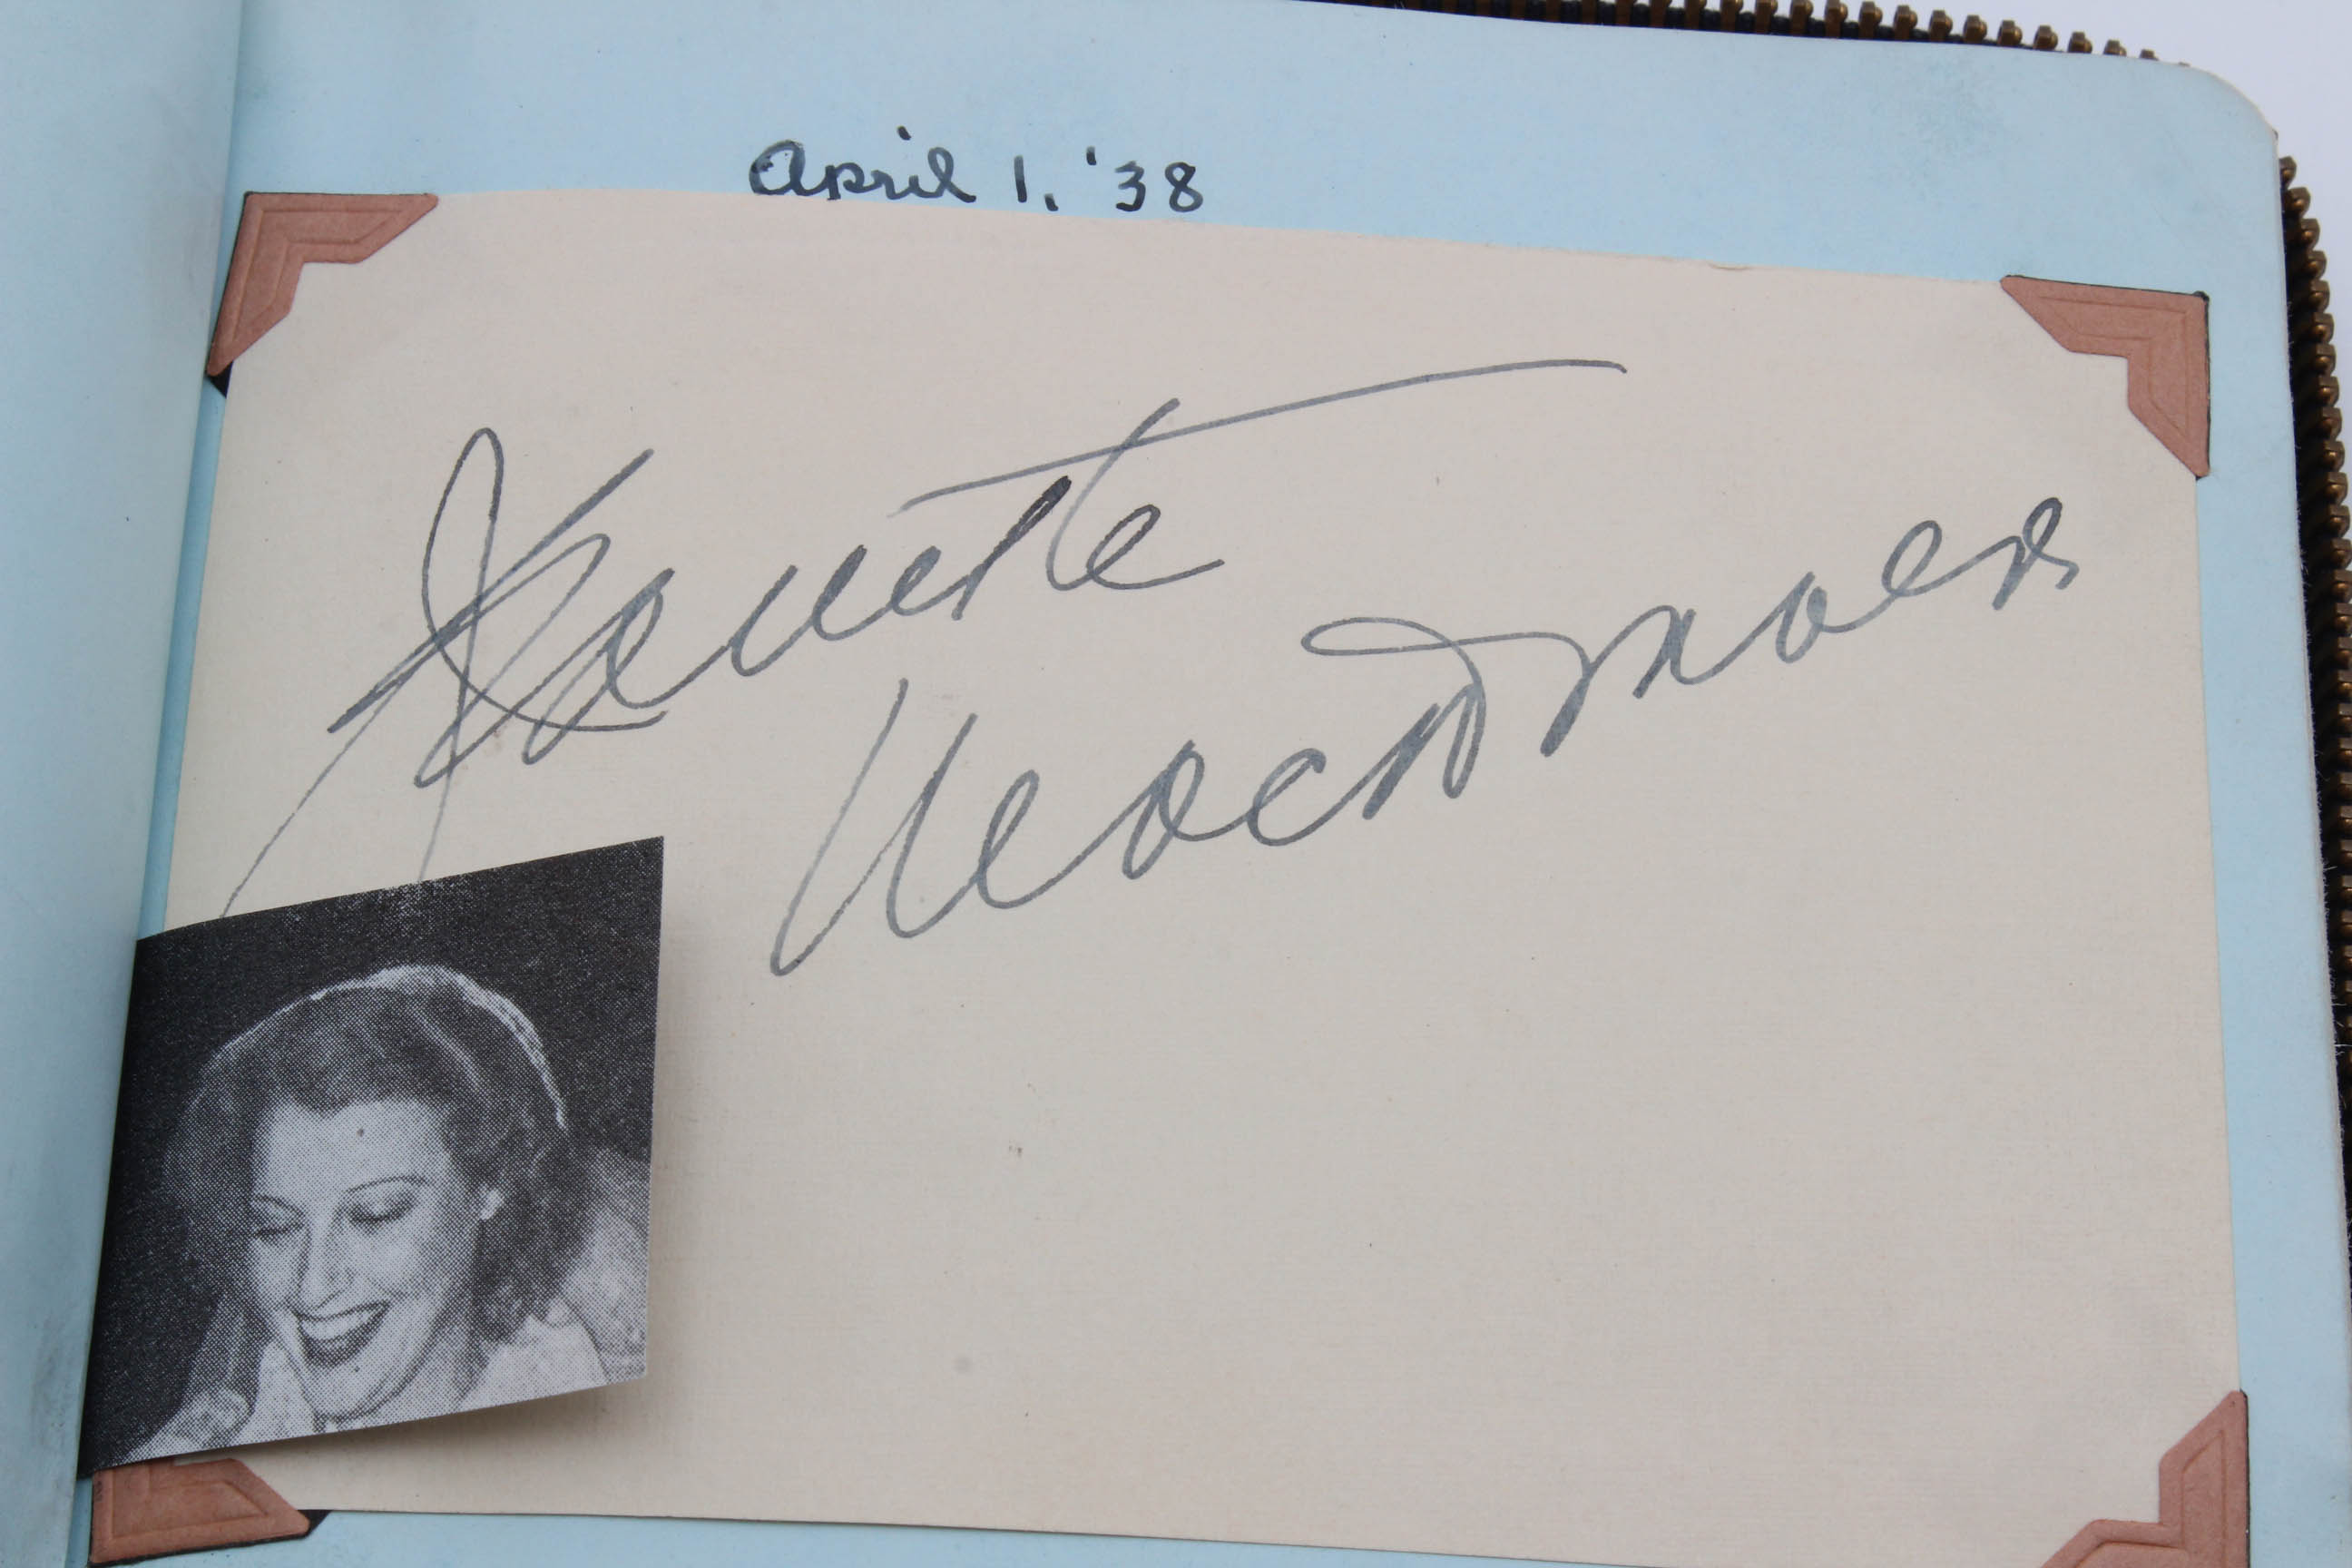 April 1, '38
Jeanette
MacDonald